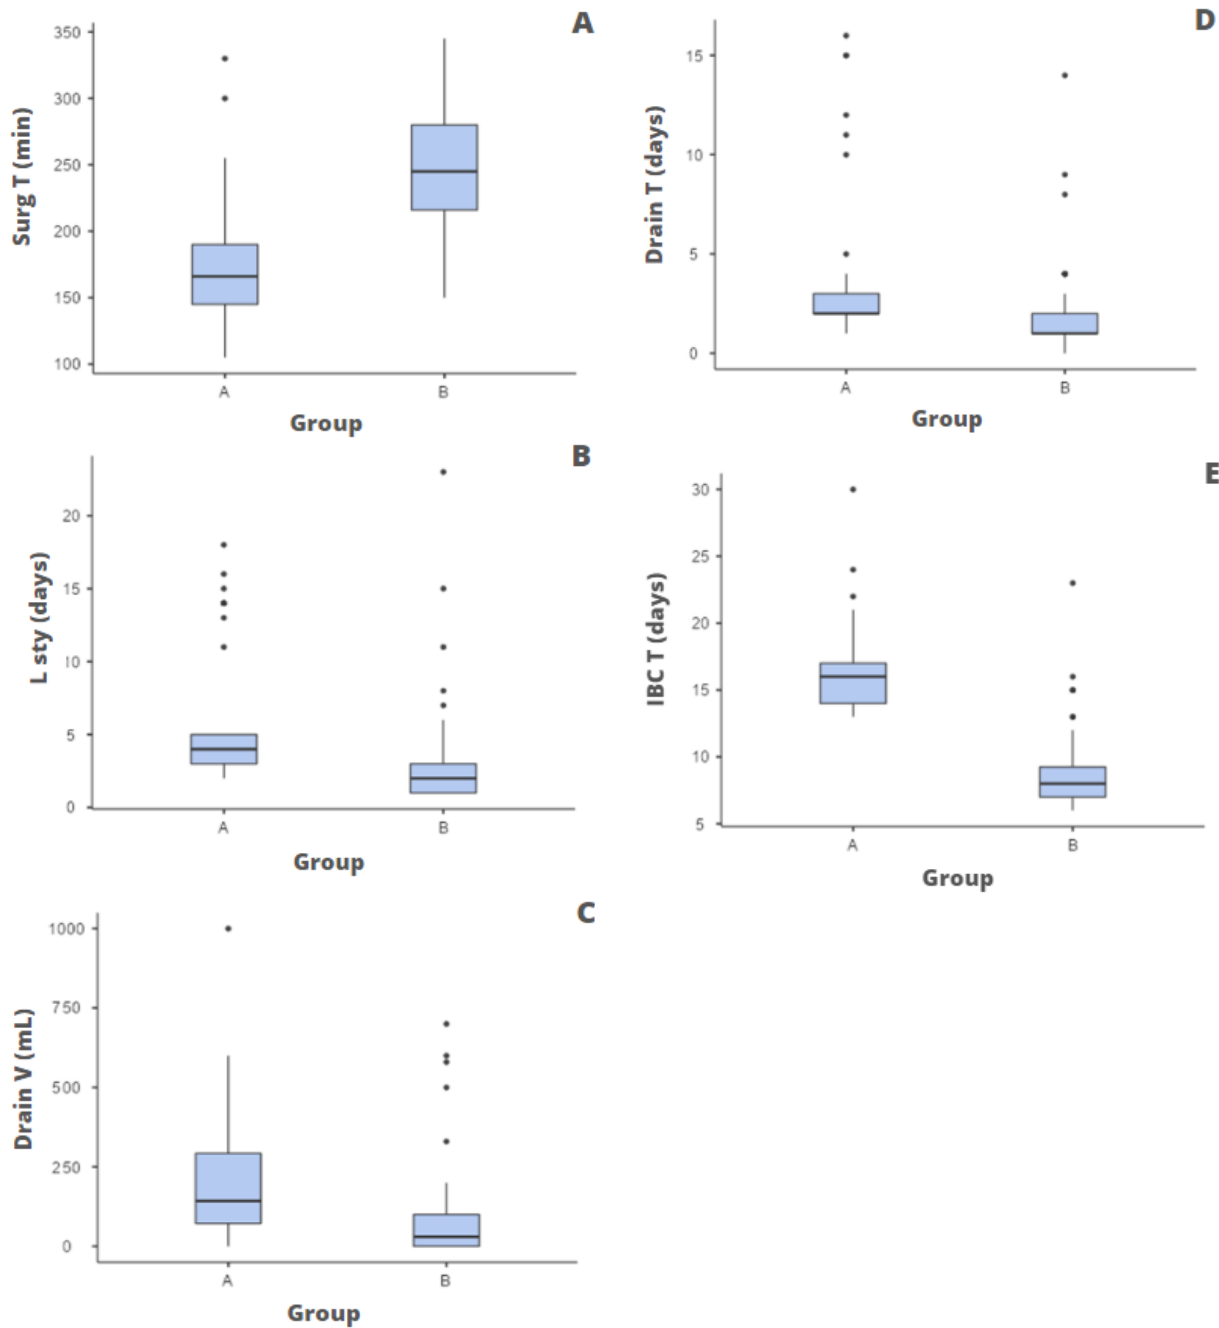 A
Surg T (min)
350
300
250
200
150
100
A
B
Group
B
L sty (days)
20
15
10
5
0
A
B
Group
C
Drain V (mL)
1000
750
500
250
0
A
B
Group
D
Drain T (days)
15
10
5
0
A
B
Group
E
IBC T (days)
30
25
20
15
10
5
A
B
Group